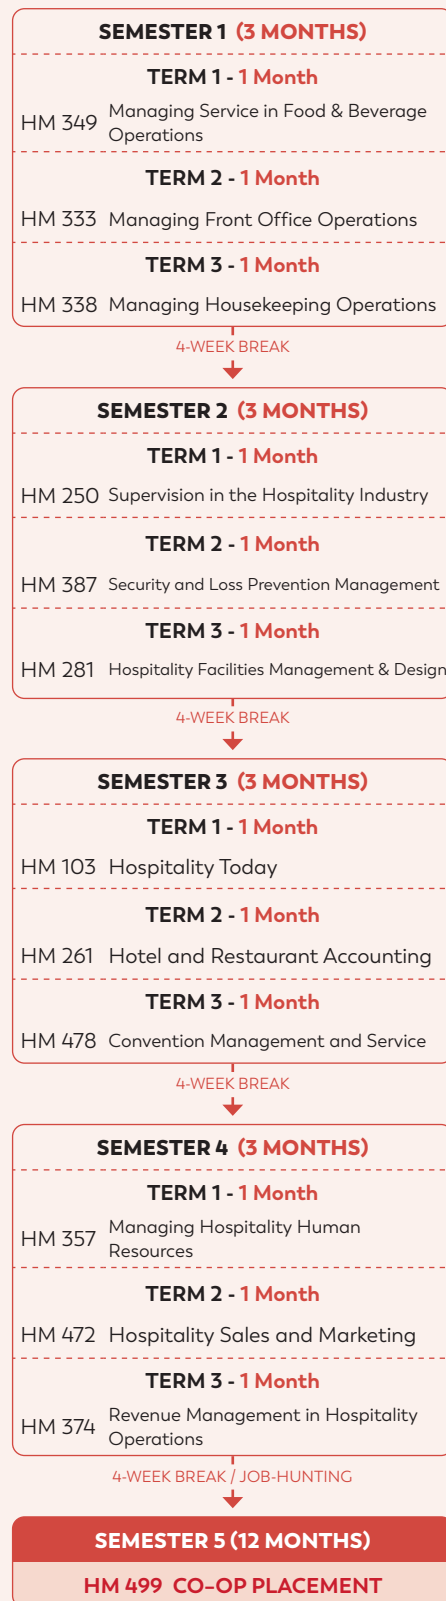 SEMESTER 1 (3 MONTHS)
TERM 1 - 1 Month
HM 349 Managing Service in Food & Beverage
Operations
TERM 2 - 1 Month
HM 333 Managing Front Office Operations
TERM 3 - 1 Month
HM 338 Managing Housekeeping Operations
4-WEEK BREAK
SEMESTER 2 (3 MONTHS)
TERM 1 - 1 Month
HM 250 Supervision in the Hospitality Industry
TERM 2 - 1 Month
HM 387 Security and Loss Prevention Management
TERM 3 - 1 Month
HM 281 Hospitality Facilities Management & Design
4-WEEK BREAK
SEMESTER 3 (3 MONTHS)
TERM 1 - 1 Month
HM 103 Hospitality Today
TERM 2 - 1 Month
HM 261 Hotel and Restaurant Accounting
TERM 3 - 1 Month
HM 478 Convention Management and Service
4-WEEK BREAK
SEMESTER 4 (3 MONTHS)
TERM 1 - 1 Month
HM 357 Managing Hospitality Human
Resources
TERM 2 - 1 Month
HM 472 Hospitality Sales and Marketing
TERM 3 - 1 Month
HM 374 Revenue Management in Hospitality
Operations
4-WEEK BREAK / JOB-HUNTING
SEMESTER 5 (12 MONTHS)
HM 499 CO-OP PLACEMENT